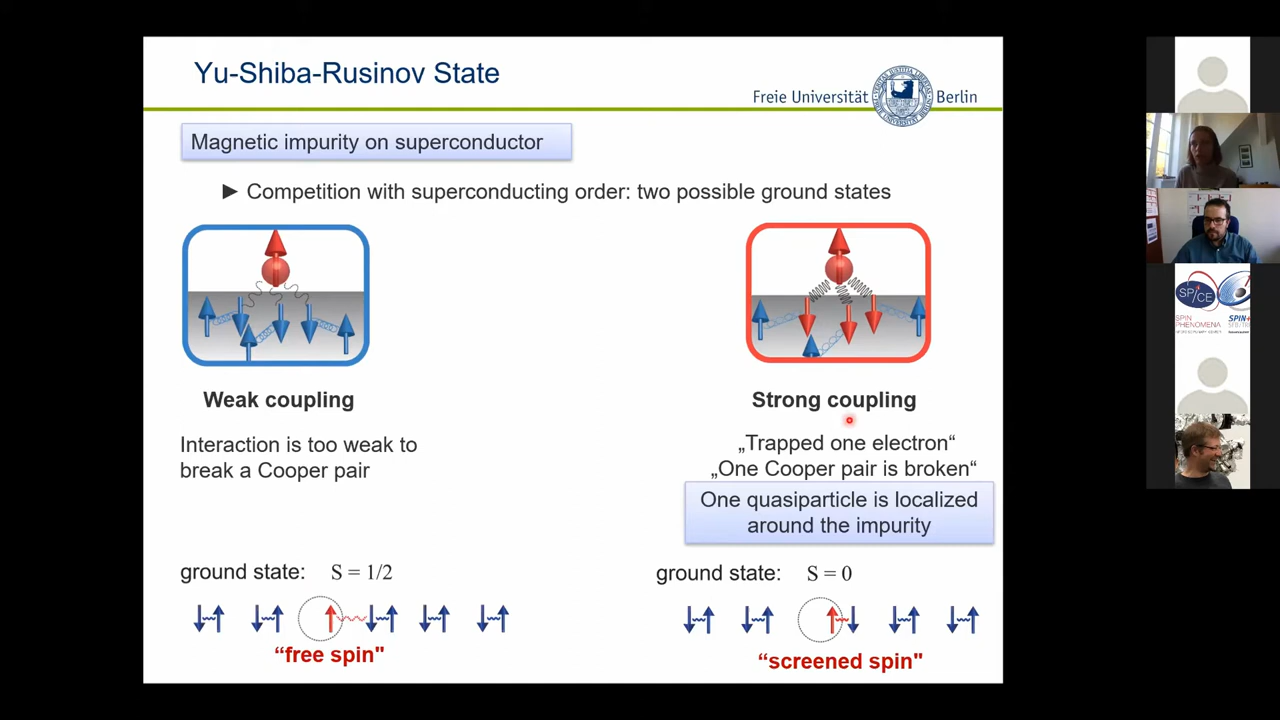 Yu-Shiba-Rusinov State
Freie Universität Berlin
Magnetic impurity on superconductor
► Competition with superconducting order: two possible ground states
Weak coupling
Interaction is too weak to
break a Cooper pair
ground state: S = 1/2
“free spin"
Strong coupling
„Trapped one electron“
„One Cooper pair is broken“
One quasiparticle is localized
around the impurity
ground state: S = 0
“screened spin"
SPICE
SPIN
PHENOMENA
SPIN+